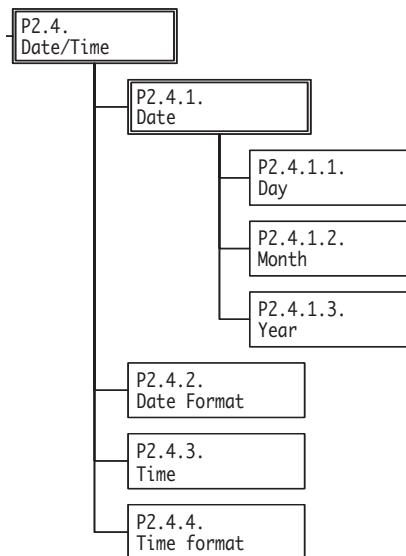 P2.4.
Date/Time
P2.4.1.
Date
P2.4.1.1.
Day
P2.4.1.2.
Month
P2.4.1.3.
Year
P2.4.2.
Date Format
P2.4.3.
Time
P2.4.4.
Time format